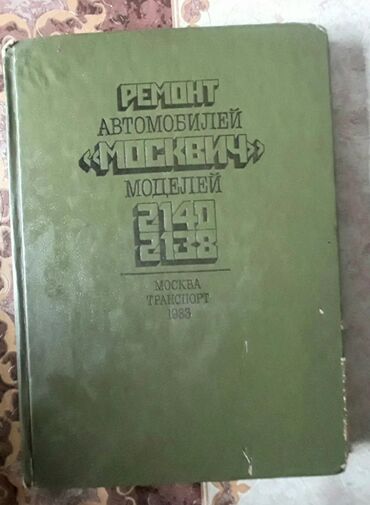 РЕМОНТ
АВТОМОБИЛЕЙ
«МОСКВИЧ»
МОДЕЛЕЙ
2140
2138
МОСКВА
ТРАНСПОРТ
1983